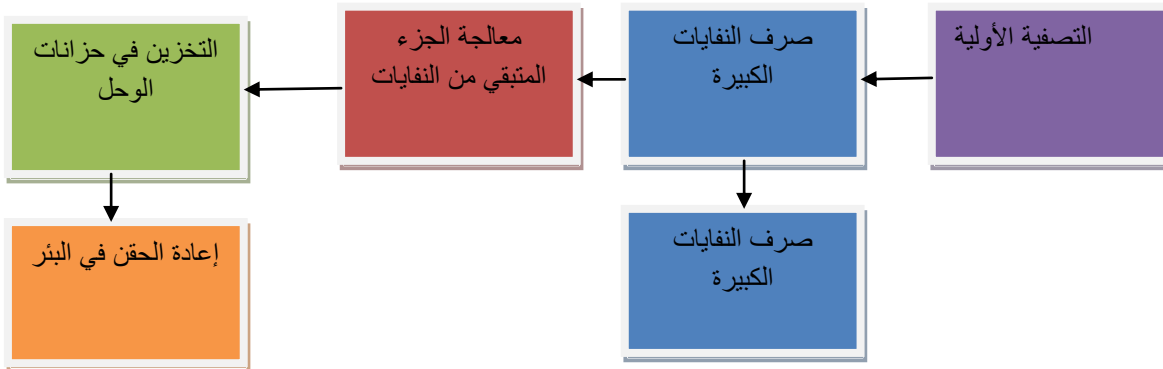 التصفية الأولية
صرف النفايات
الكبيرة
معالجة الجزء
المتبقي من النفايات
التخزين في حزانات
الوحل
صرف النفايات
الكبيرة
إعادة الحقن في البئر